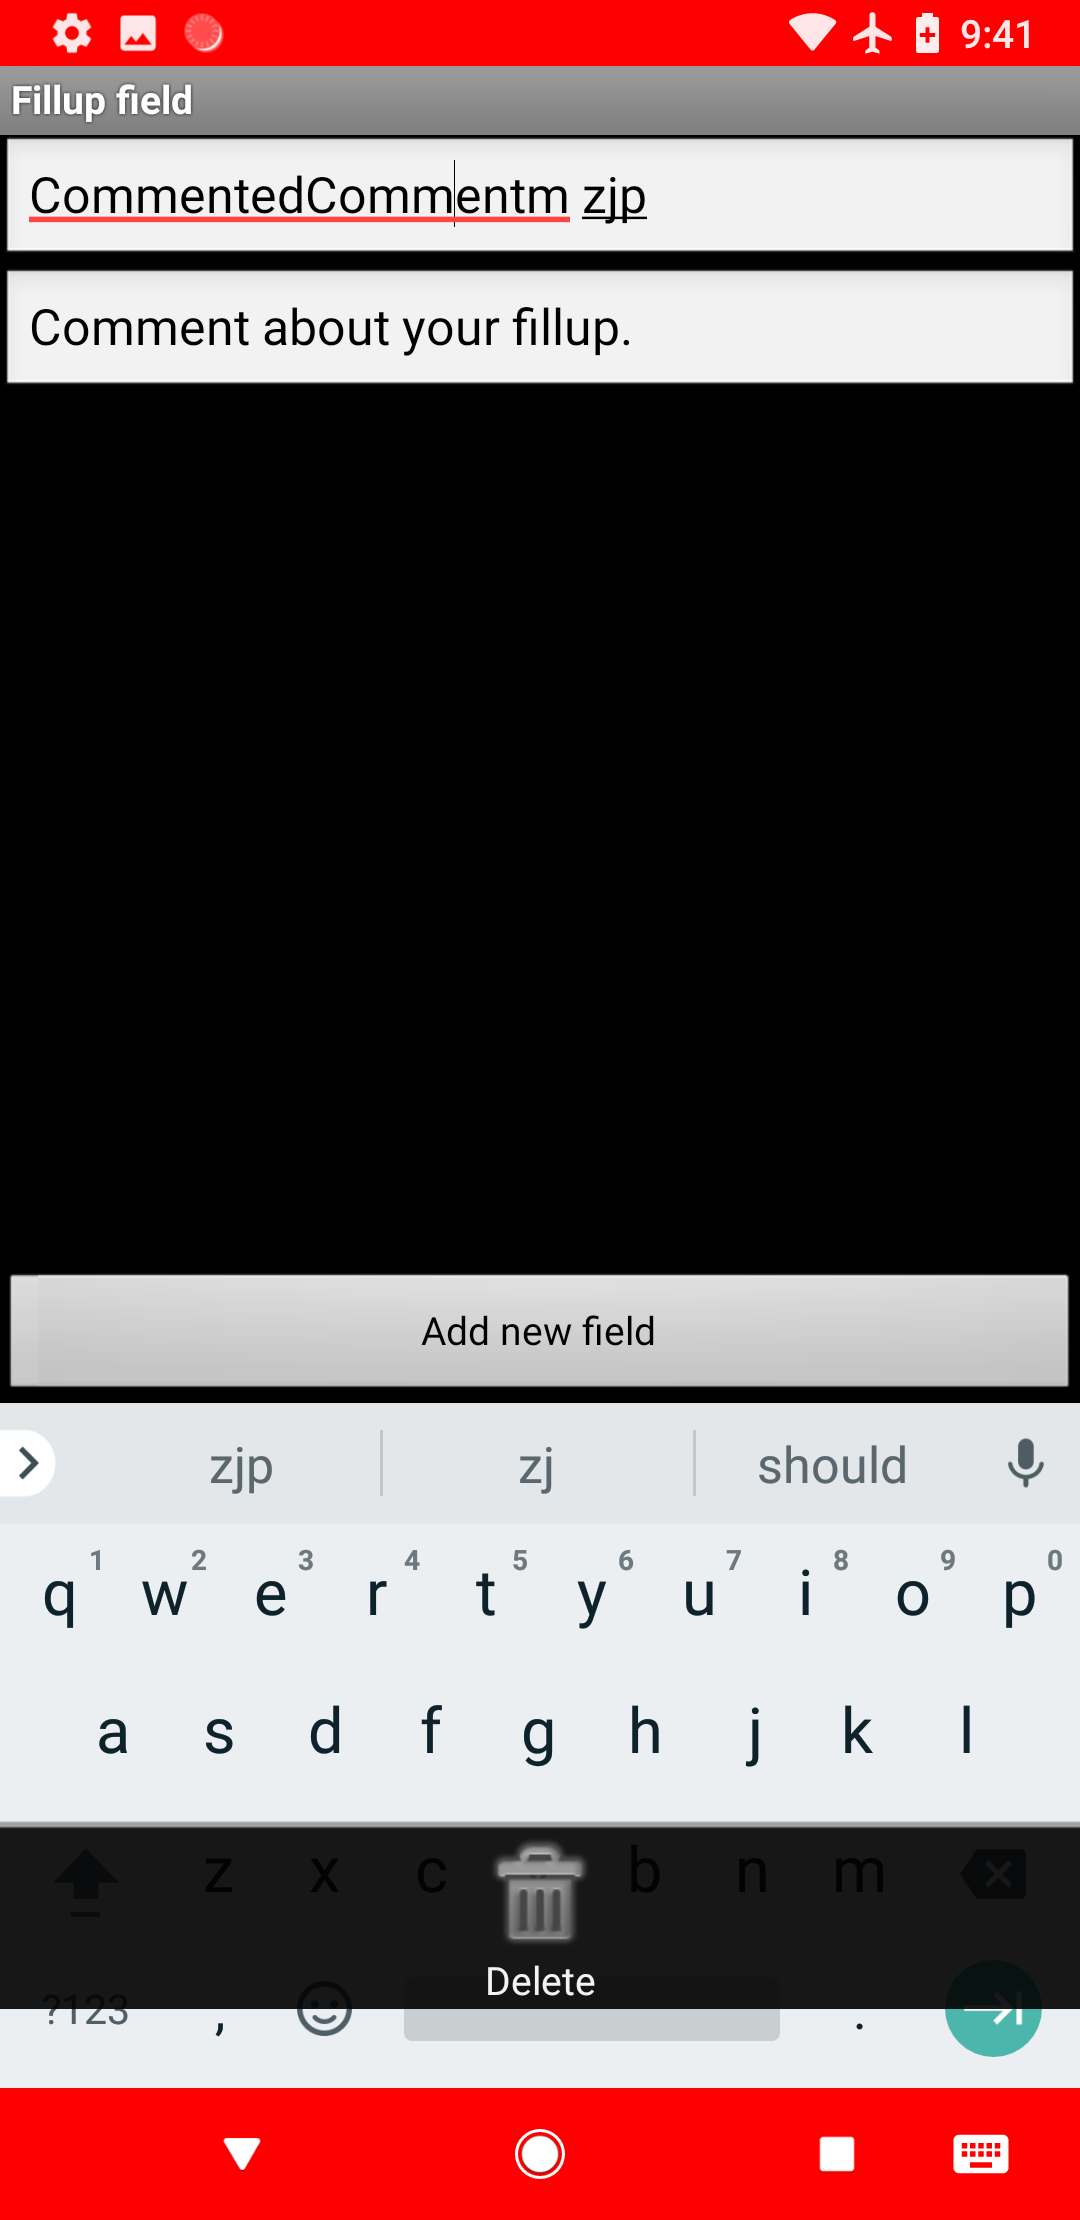 9:41
Fillup field
CommentedCommentm zjp
Comment about your fillup.
Add new field
zjp zj should
1 2 3 4 5 6 7 8 9 0
q w e r t y u i o p
a s d f g h j k l
z x c b n m
Delete
?123 , .